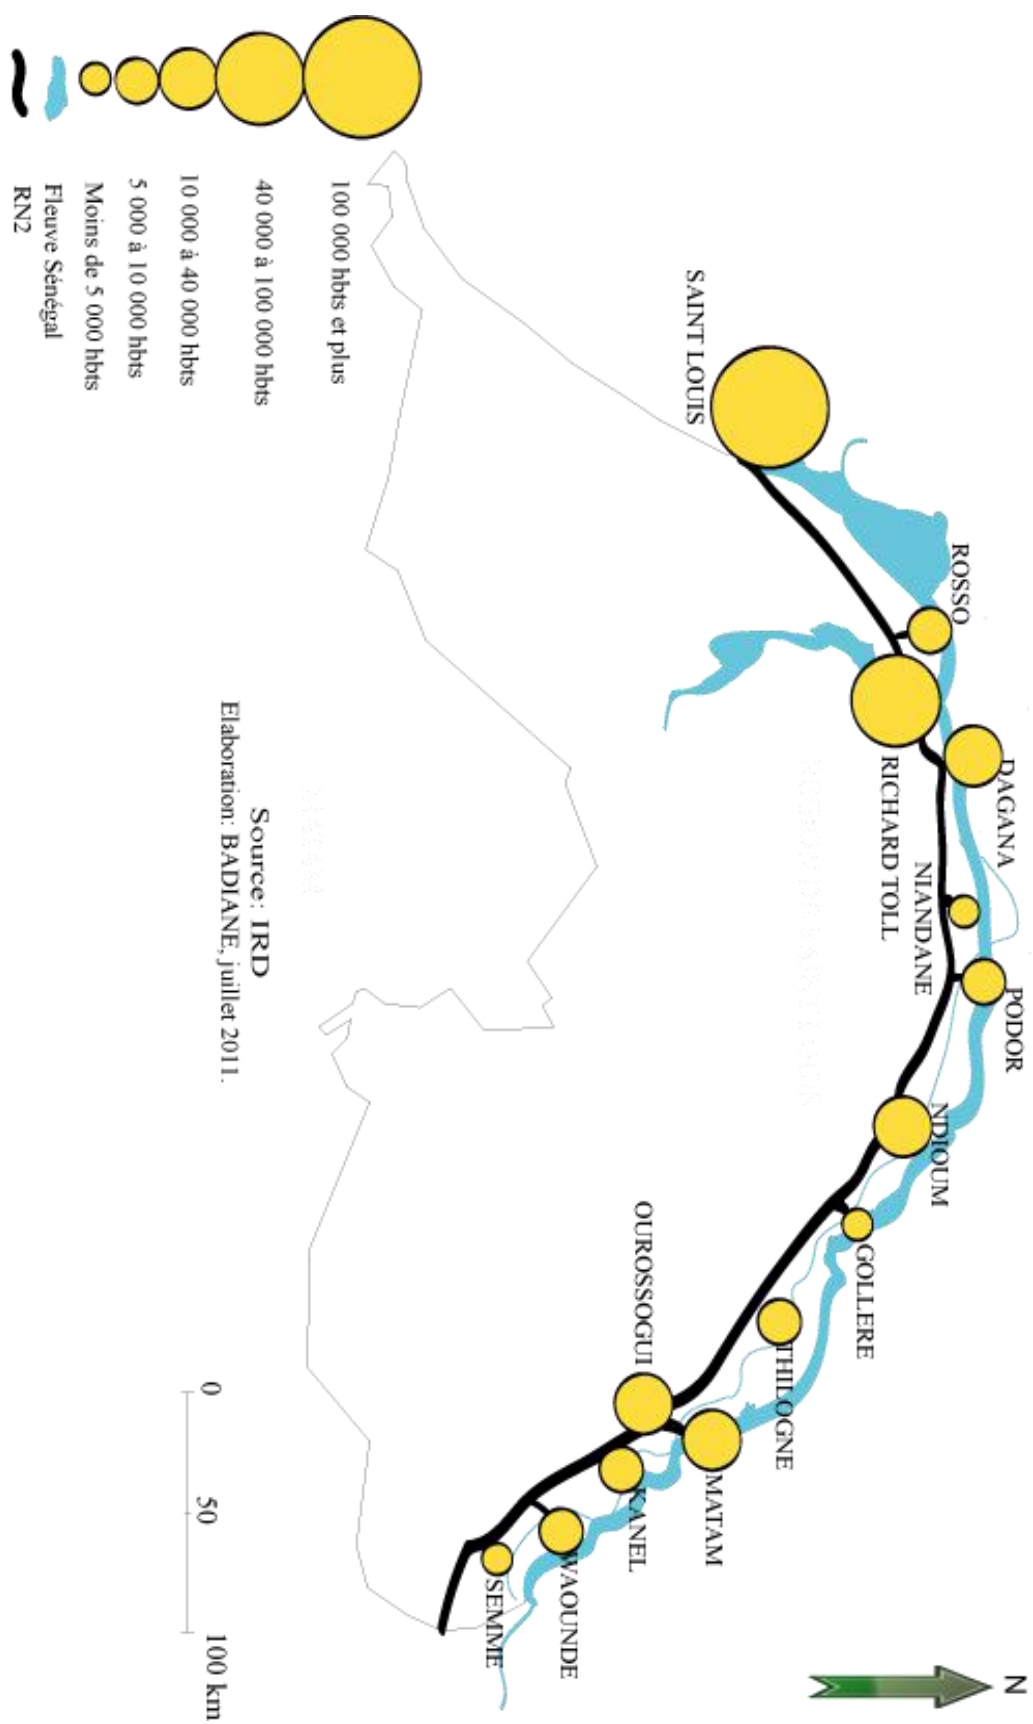 N
SAINT LOUIS
ROSSO
RICHARD TOLL
DAGANA
NIANDANE
PODOR
NDIOUM
GOLLERE
THILOGNE
OUROSSOGUI
MATAM
KANEL
WAOUNDE
SEMME
100 000 hbts et plus
40 000 à 100 000 hbts
10 000 à 40 000 hbts
5 000 à 10 000 hbts
Moins de 5 000 hbts
Fleuve Sénégal
RN2
Source: IRD
Elaboration: BADIANE, juillet 2011.
0 50 100 km